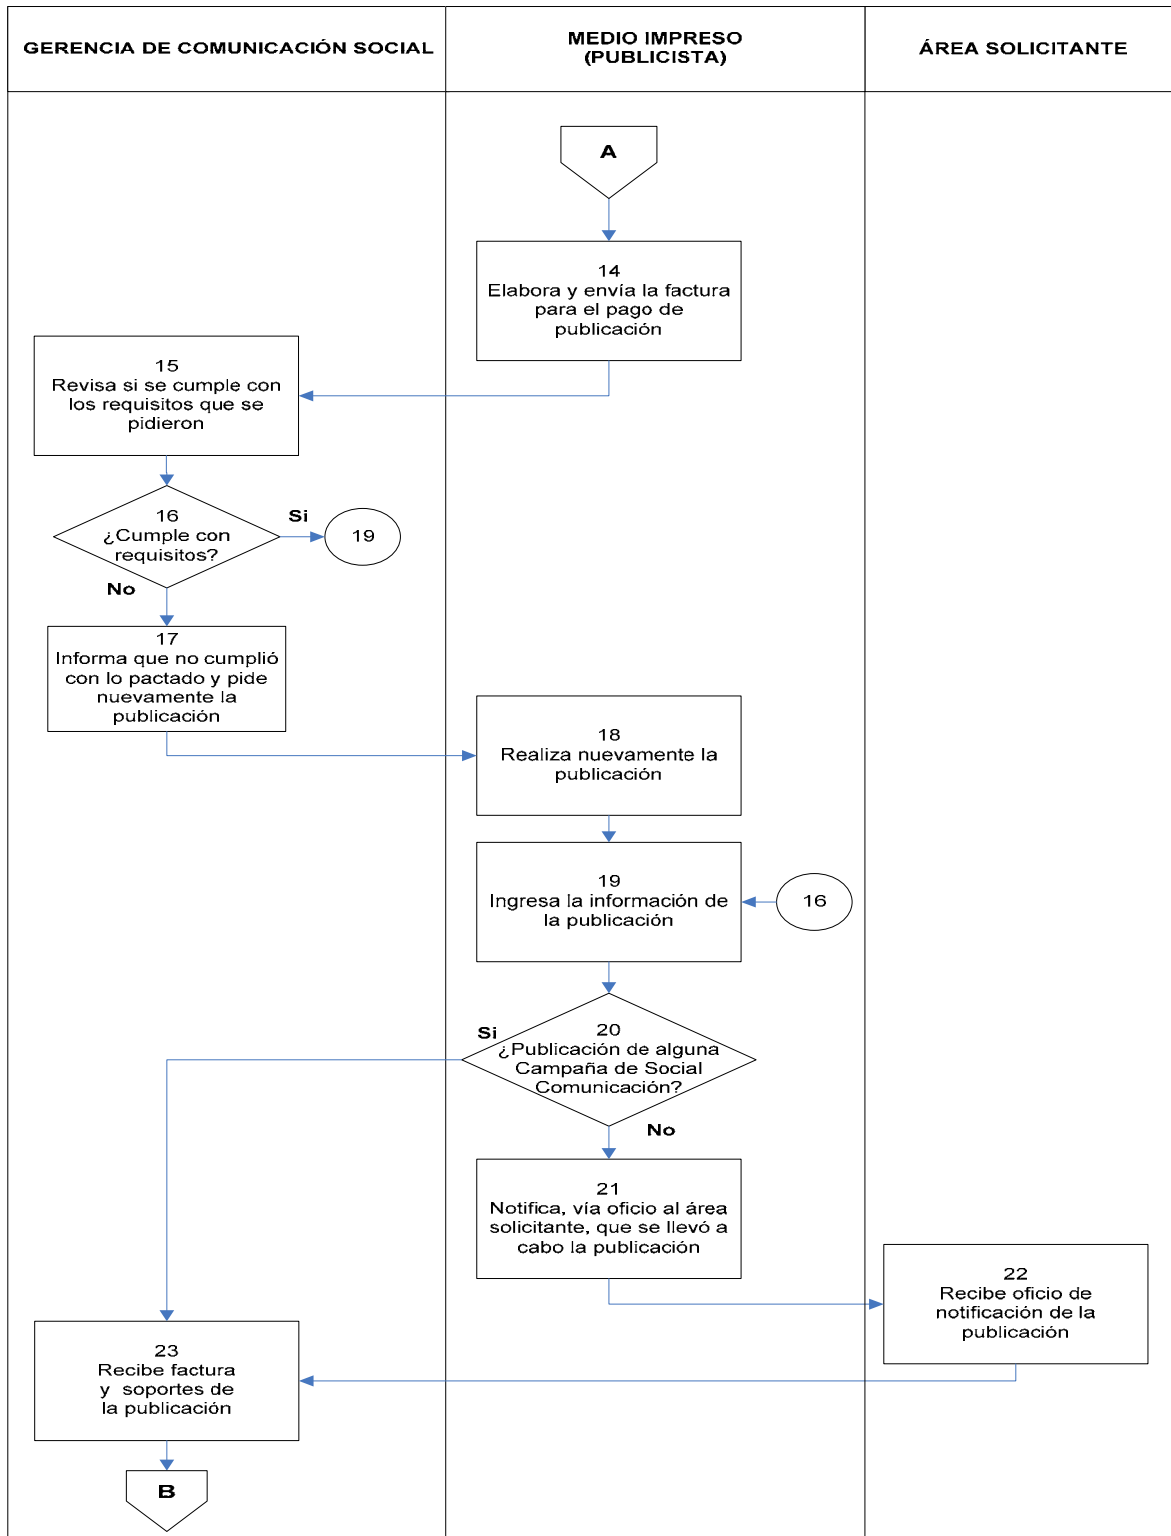 GERENCIA DE COMUNICACIÓN SOCIAL
MEDIO IMPRESO
(PUBLICISTA)
ÁREA SOLICITANTE
A
14
Elabora y envía la factura
para el pago de
publicación
15
Revisa si se cumple con
los requisitos que se
pidieron
16
¿Cumple con
requisitos?
Si
19
No
17
Informa que no cumplió
con lo pactado y pide
nuevamente la
publicación
18
Realiza nuevamente la
publicación
19
Ingresa la información de
la publicación
16
20
¿Publicación de alguna
Campaña de Social
Comunicación?
Si
No
21
Notifica, vía oficio al área
solicitante, que se llevó a
cabo la publicación
22
Recibe oficio de
notificación de la
publicación
23
Recibe factura
y soportes de
la publicación
B